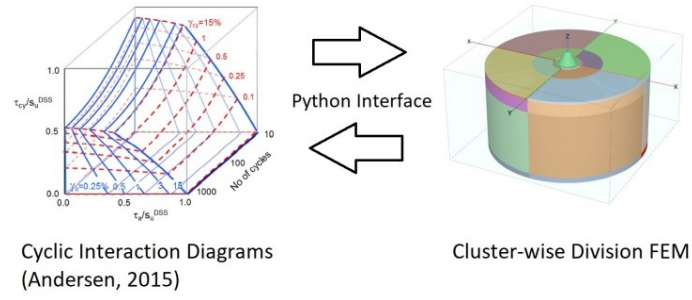 γcy=15%
1
0.5
0.25
0.1
1.0
τcy/su^DSS
0.5
0.0
γa=0.25% 0.5 1 3 15
10
No of cycles
1000
0.0 0.5 1.0
τa/su^DSS
Python Interface
Z
Y
X
X
Y
Cyclic Interaction Diagrams
(Andersen, 2015)
Cluster-wise Division FEM